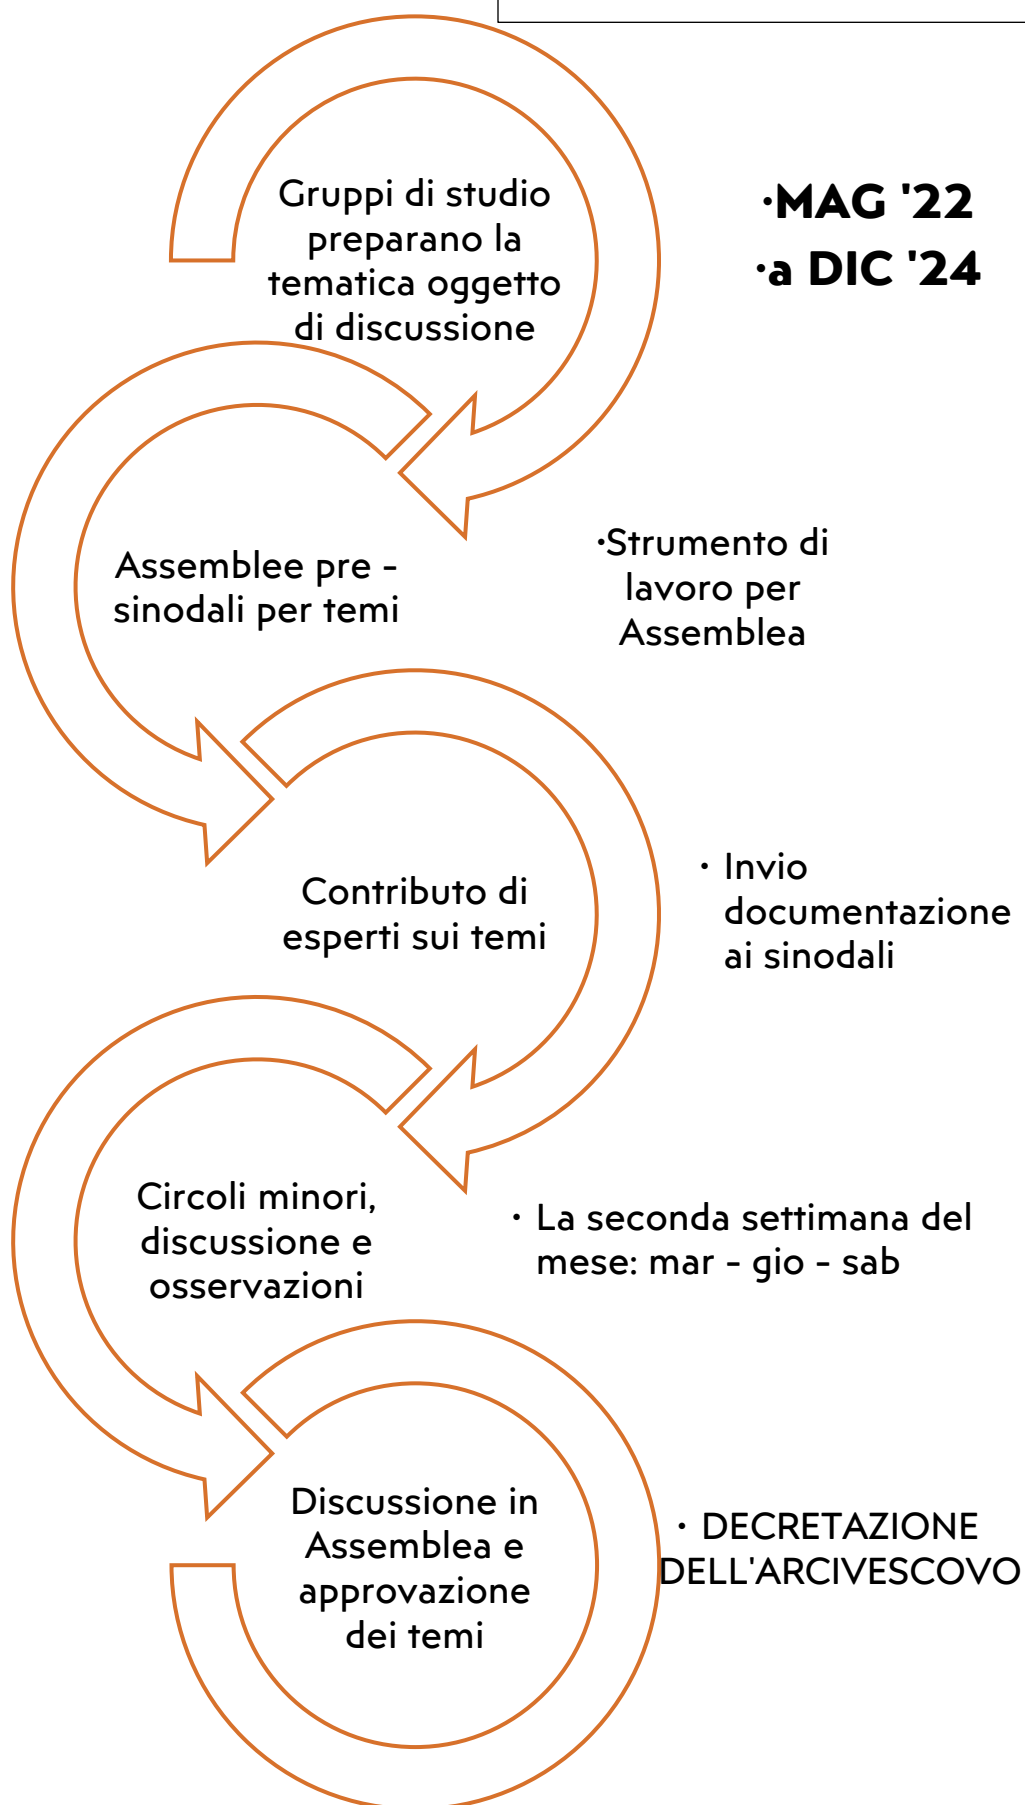 Gruppi di studio
preparano la
tematica oggetto
di discussione
·MAG '22
·a DIC '24
Assemblee pre -
sinodali per temi
·Strumento di
lavoro per
Assemblea
Contributo di
esperti sui temi
· Invio
documentazione
ai sinodali
Circoli minori,
discussione e
osservazioni
· La seconda settimana del
mese: mar - gio - sab
Discussione in
Assemblea e
approvazione
dei temi
· DECRETAZIONE
DELL'ARCIVESCOVO